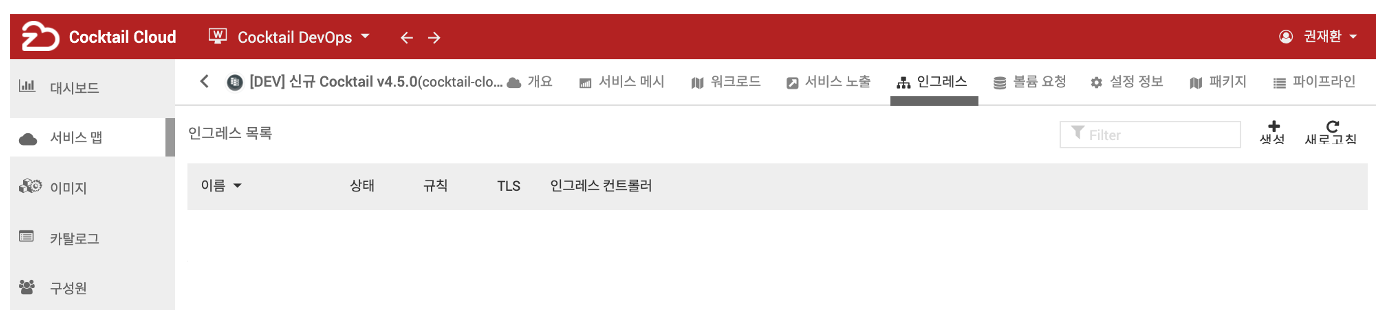 Cocktail Cloud
Cocktail DevOps
권재환
대시보드
서비스 맵
이미지
카탈로그
구성원
[DEV] 신규 Cocktail v4.5.0(cocktail-clo...
개요
서비스 메시
워크로드
서비스 노출
인그레스
볼륨 요청
설정 정보
패키지
파이프라인
인그레스 목록
Filter
생성
새로고침
이름
상태
규칙
TLS
인그레스 컨트롤러